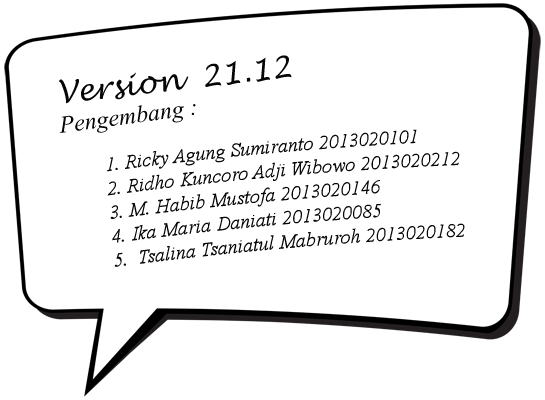 Version 21.12
Pengembang :
1. Ricky Agung Sumiranto 2013020101
2. Ridho Kuncoro Adji Wibowo 2013020212
3. M. Habib Mustofa 2013020146
4. Ika Maria Daniati 2013020085
5. Tsalina Tsaniatul Mabruroh 2013020182